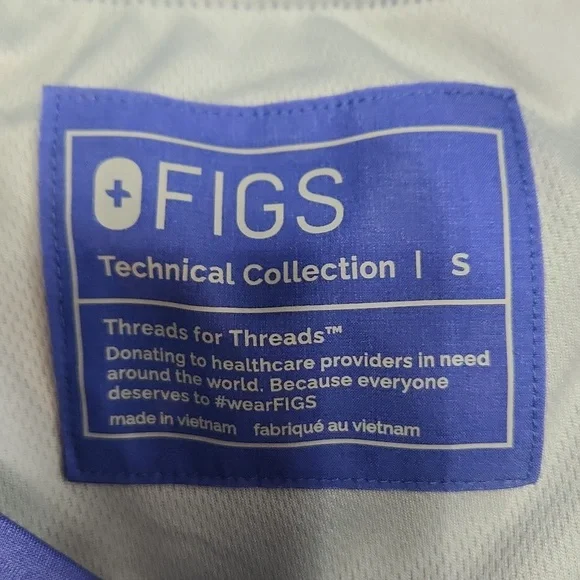 FIGS
Technical Collection | S
Threads for Threads™
Donating to healthcare providers in need
around the world. Because everyone
deserves to #wearFIGS
made in vietnam fabriqué au vietnam